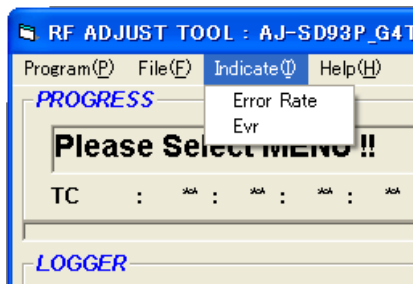 RF ADJUST TOOL : AJ-SD93P_G4T
Program(P) File(F) Indicate(I) Help(H)
PROGRESS
Error Rate
Evr
Please Select MENU !!
TC : ** : ** : ** : **
LOGGER